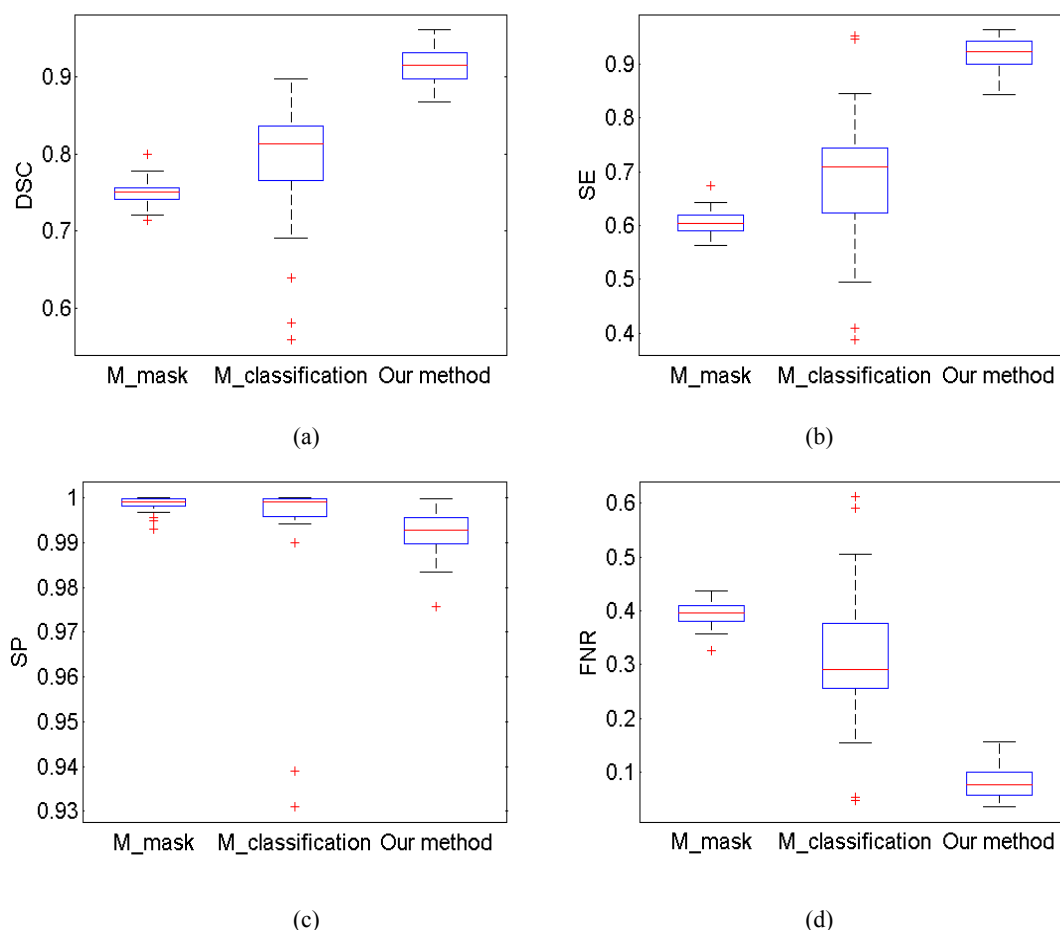 DSC
0.9
0.8
0.7
0.6
M_mask M_classification Our method
(a)
SE
0.9
0.8
0.7
0.6
0.5
0.4
M_mask M_classification Our method
(b)
SP
1
0.99
0.98
0.97
0.96
0.95
0.94
0.93
M_mask M_classification Our method
(c)
FNR
0.6
0.5
0.4
0.3
0.2
0.1
M_mask M_classification Our method
(d)